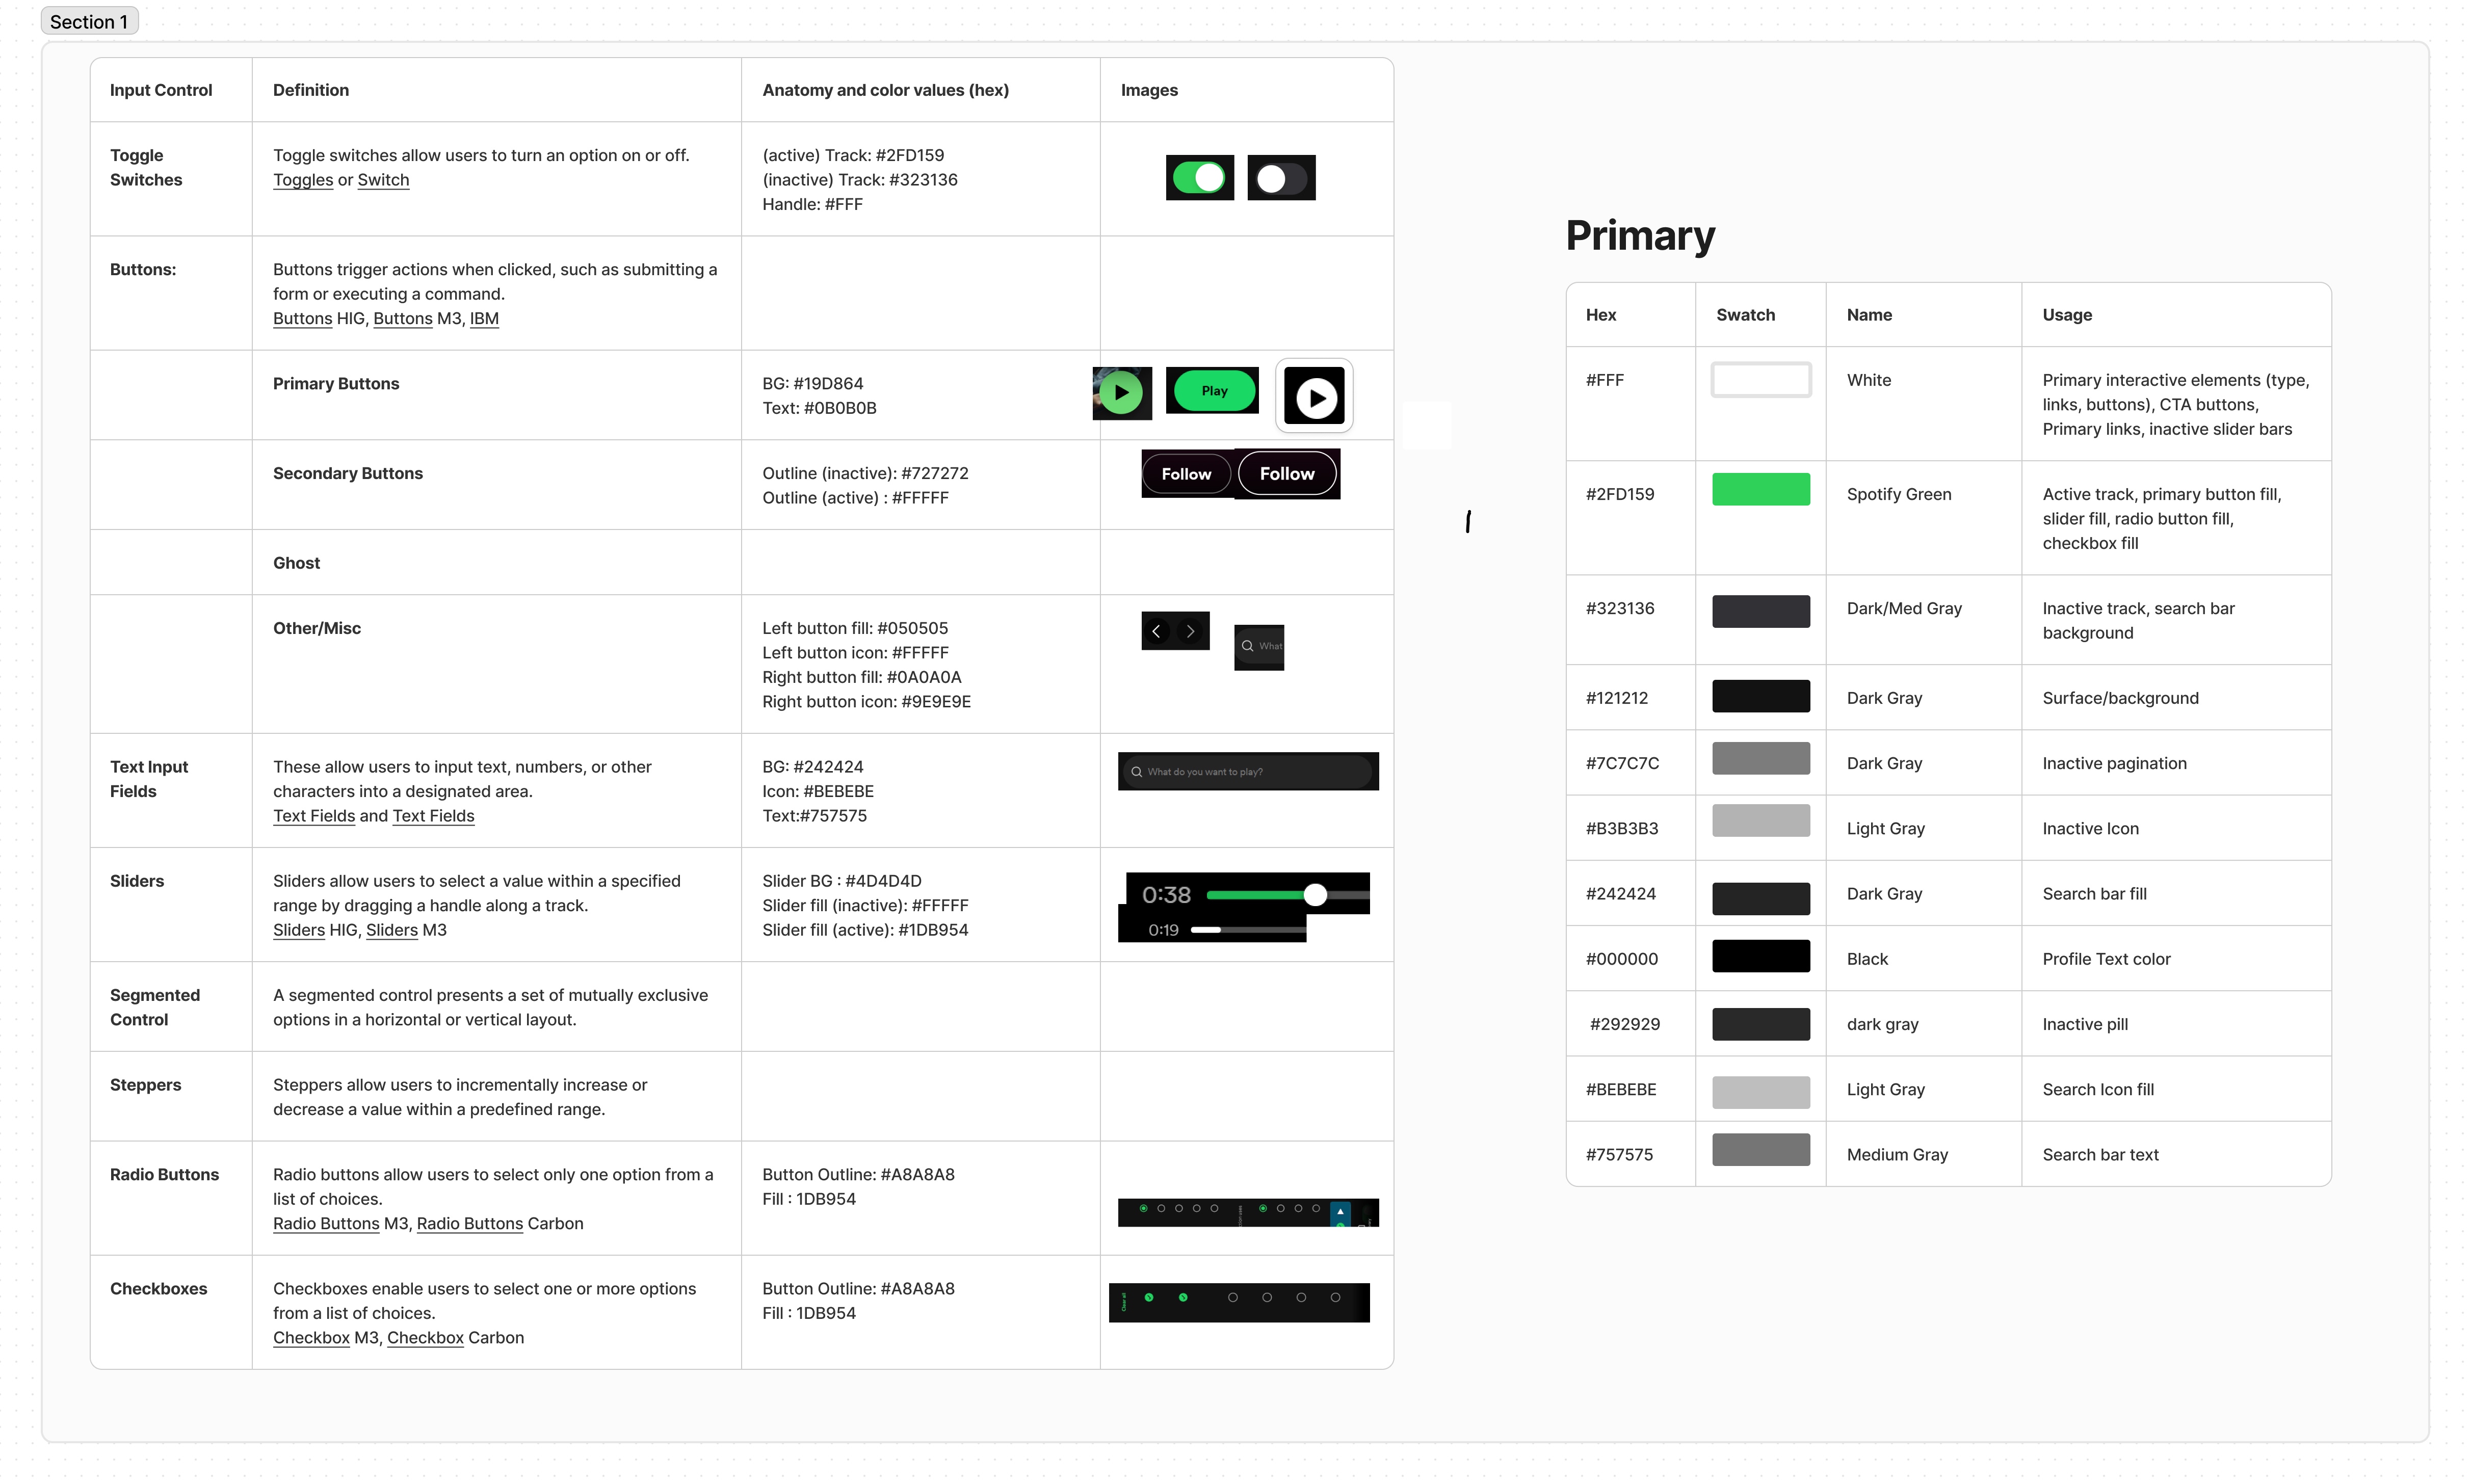 Section 1
Input Control
Definition
Anatomy and color values (hex)
Images
Toggle
Switches
Toggle switches allow users to turn an option on or off.
Toggles or Switch
(active) Track: #2FD159
(inactive) Track: #323136
Handle: #FFF
Buttons:
Buttons trigger actions when clicked, such as submitting a
form or executing a command.
Buttons HIG, Buttons M3, IBM
Primary Buttons
BG: #19D864
Text: #0B0B0B
Play
Secondary Buttons
Outline (inactive): #727272
Outline (active) : #FFFFF
Follow
Follow
Ghost
Other/Misc
Left button fill: #050505
Left button icon: #FFFFF
Right button fill: #0A0A0A
Right button icon: #9E9E9E
What
Text Input
Fields
These allow users to input text, numbers, or other
characters into a designated area.
Text Fields and Text Fields
BG: #242424
Icon: #BEBEBE
Text:#757575
What do you want to play?
Sliders
Sliders allow users to select a value within a specified
range by dragging a handle along a track.
Sliders HIG, Sliders M3
Slider BG : #4D4D4D
Slider fill (inactive): #FFFFF
Slider fill (active): #1DB954
0:38
0:19
Segmented
Control
A segmented control presents a set of mutually exclusive
options in a horizontal or vertical layout.
Steppers
Steppers allow users to incrementally increase or
decrease a value within a predefined range.
Radio Buttons
Radio buttons allow users to select only one option from a
list of choices.
Radio Buttons M3, Radio Buttons Carbon
Button Outline: #A8A8A8
Fill : 1DB954
Checkboxes
Checkboxes enable users to select one or more options
from a list of choices.
Checkbox M3, Checkbox Carbon
Button Outline: #A8A8A8
Fill : 1DB954
Clear all
Primary
Hex
Swatch
Name
Usage
#FFF
White
Primary interactive elements (type,
links, buttons), CTA buttons,
Primary links, inactive slider bars
#2FD159
Spotify Green
Active track, primary button fill,
slider fill, radio button fill,
checkbox fill
#323136
Dark/Med Gray
Inactive track, search bar
background
#121212
Dark Gray
Surface/background
#7C7C7C
Dark Gray
Inactive pagination
#B3B3B3
Light Gray
Inactive Icon
#242424
Dark Gray
Search bar fill
#000000
Black
Profile Text color
#292929
dark gray
Inactive pill
#BEBEBE
Light Gray
Search Icon fill
#757575
Medium Gray
Search bar text